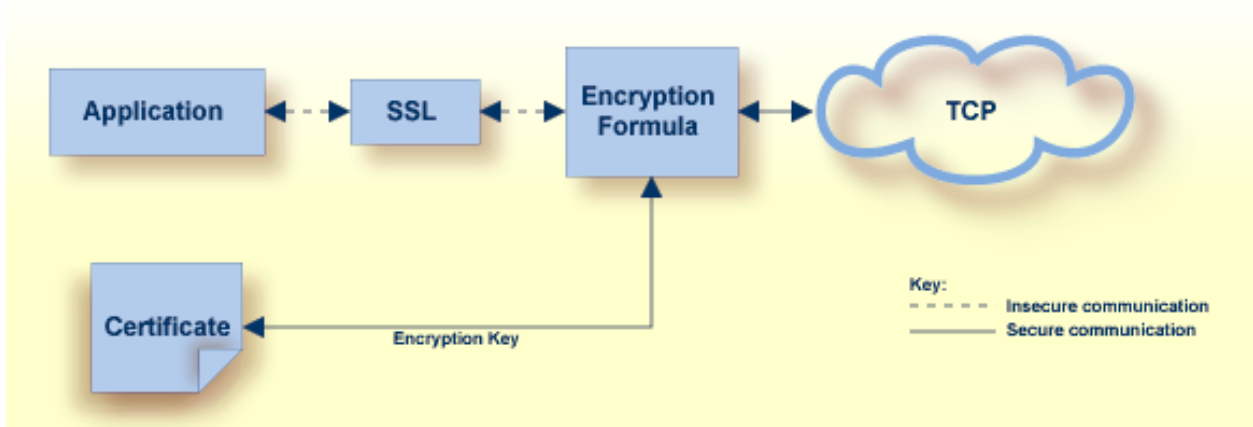 Application
SSL
Encryption
Formula
TCP
Certificate
Encryption Key
Key:
Insecure communication
Secure communication